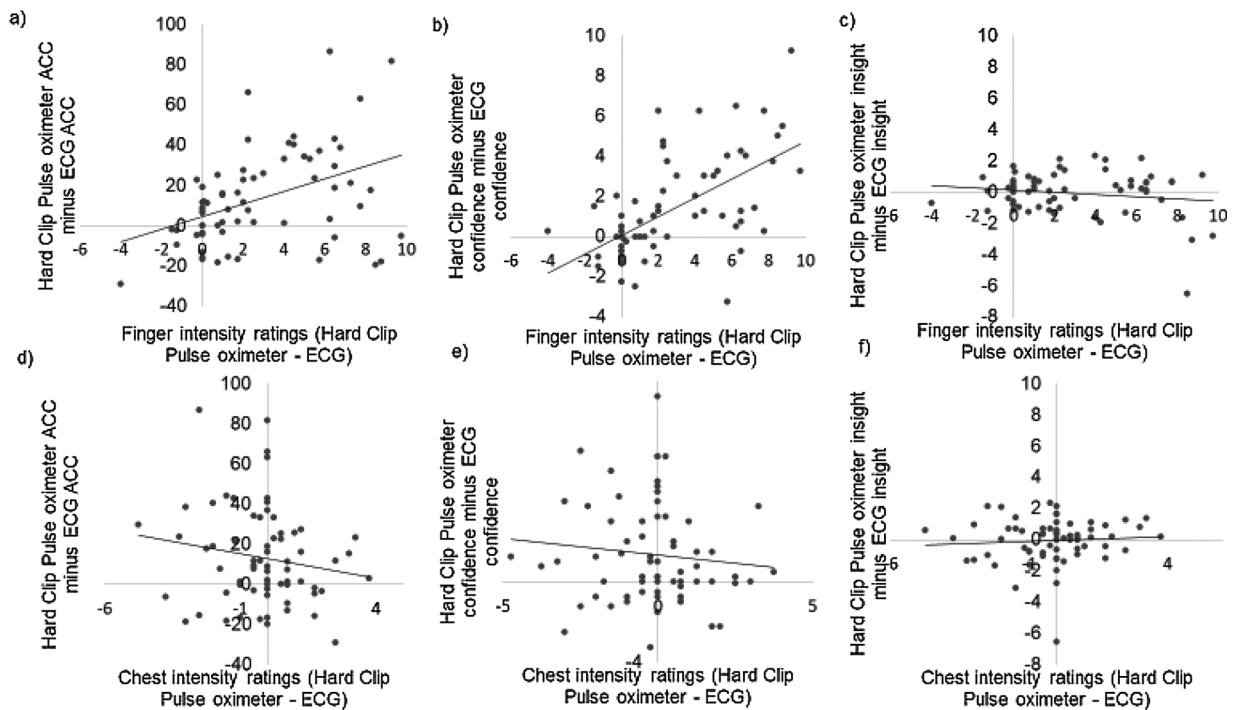 a)
Hard Clip Pulse oximeter ACC
minus ECG ACC
100
80
60
40
20
0
-20
-40
-6
-4
-2
0
2
4
6
8
10
Finger intensity ratings (Hard Clip
Pulse oximeter - ECG)
b)
Hard Clip Pulse oximeter
confidence minus ECG
confidence
10
8
6
4
2
0
-2
-4
-6
-4
-2
0
2
4
6
8
10
Finger intensity ratings (Hard Clip
Pulse oximeter - ECG)
c)
Hard Clip Pulse oximeter insight
minus ECG insight
10
8
6
4
2
0
-2
-4
-6
-8
-6
-4
-2
0
2
4
6
8
10
Finger intensity ratings (Hard Clip
Pulse oximeter - ECG)
d)
Hard Clip Pulse oximeter ACC
minus ECG ACC
100
80
60
40
20
0
-20
-40
-6
-1
4
Chest intensity ratings (Hard Clip
Pulse oximeter - ECG)
e)
Hard Clip Pulse oximeter
confidence minus ECG
confidence
-4
-5
0
5
Chest intensity ratings (Hard Clip
Pulse oximeter - ECG)
f)
Hard Clip Pulse oximeter insight
minus ECG insight
10
8
6
4
2
0
-2
-4
-6
-8
-6
-1
4
Chest intensity ratings (Hard Clip
Pulse oximeter - ECG)